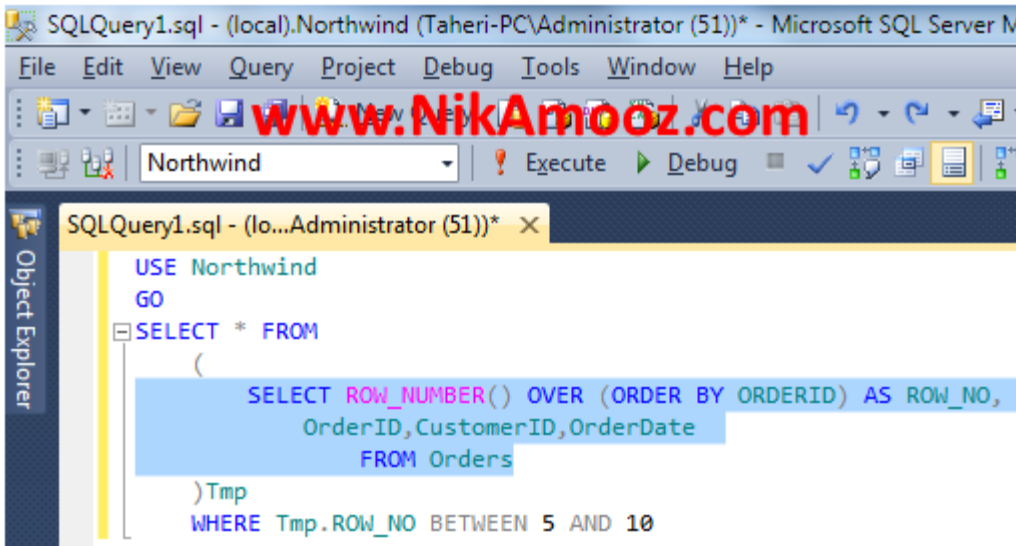 SQLQuery1.sql - (local).Northwind (Taheri-PC\Administrator (51))* - Microsoft SQL Server M
File Edit View Query Project Debug Tools Window Help
www.NikAmooz.com
New Query
Northwind Execute Debug
SQLQuery1.sql - (lo...Administrator (51))*
Object Explorer
USE Northwind
GO
SELECT * FROM
(
SELECT ROW_NUMBER() OVER (ORDER BY ORDERID) AS ROW_NO,
OrderID,CustomerID,OrderDate
FROM Orders
)Tmp
WHERE Tmp.ROW_NO BETWEEN 5 AND 10